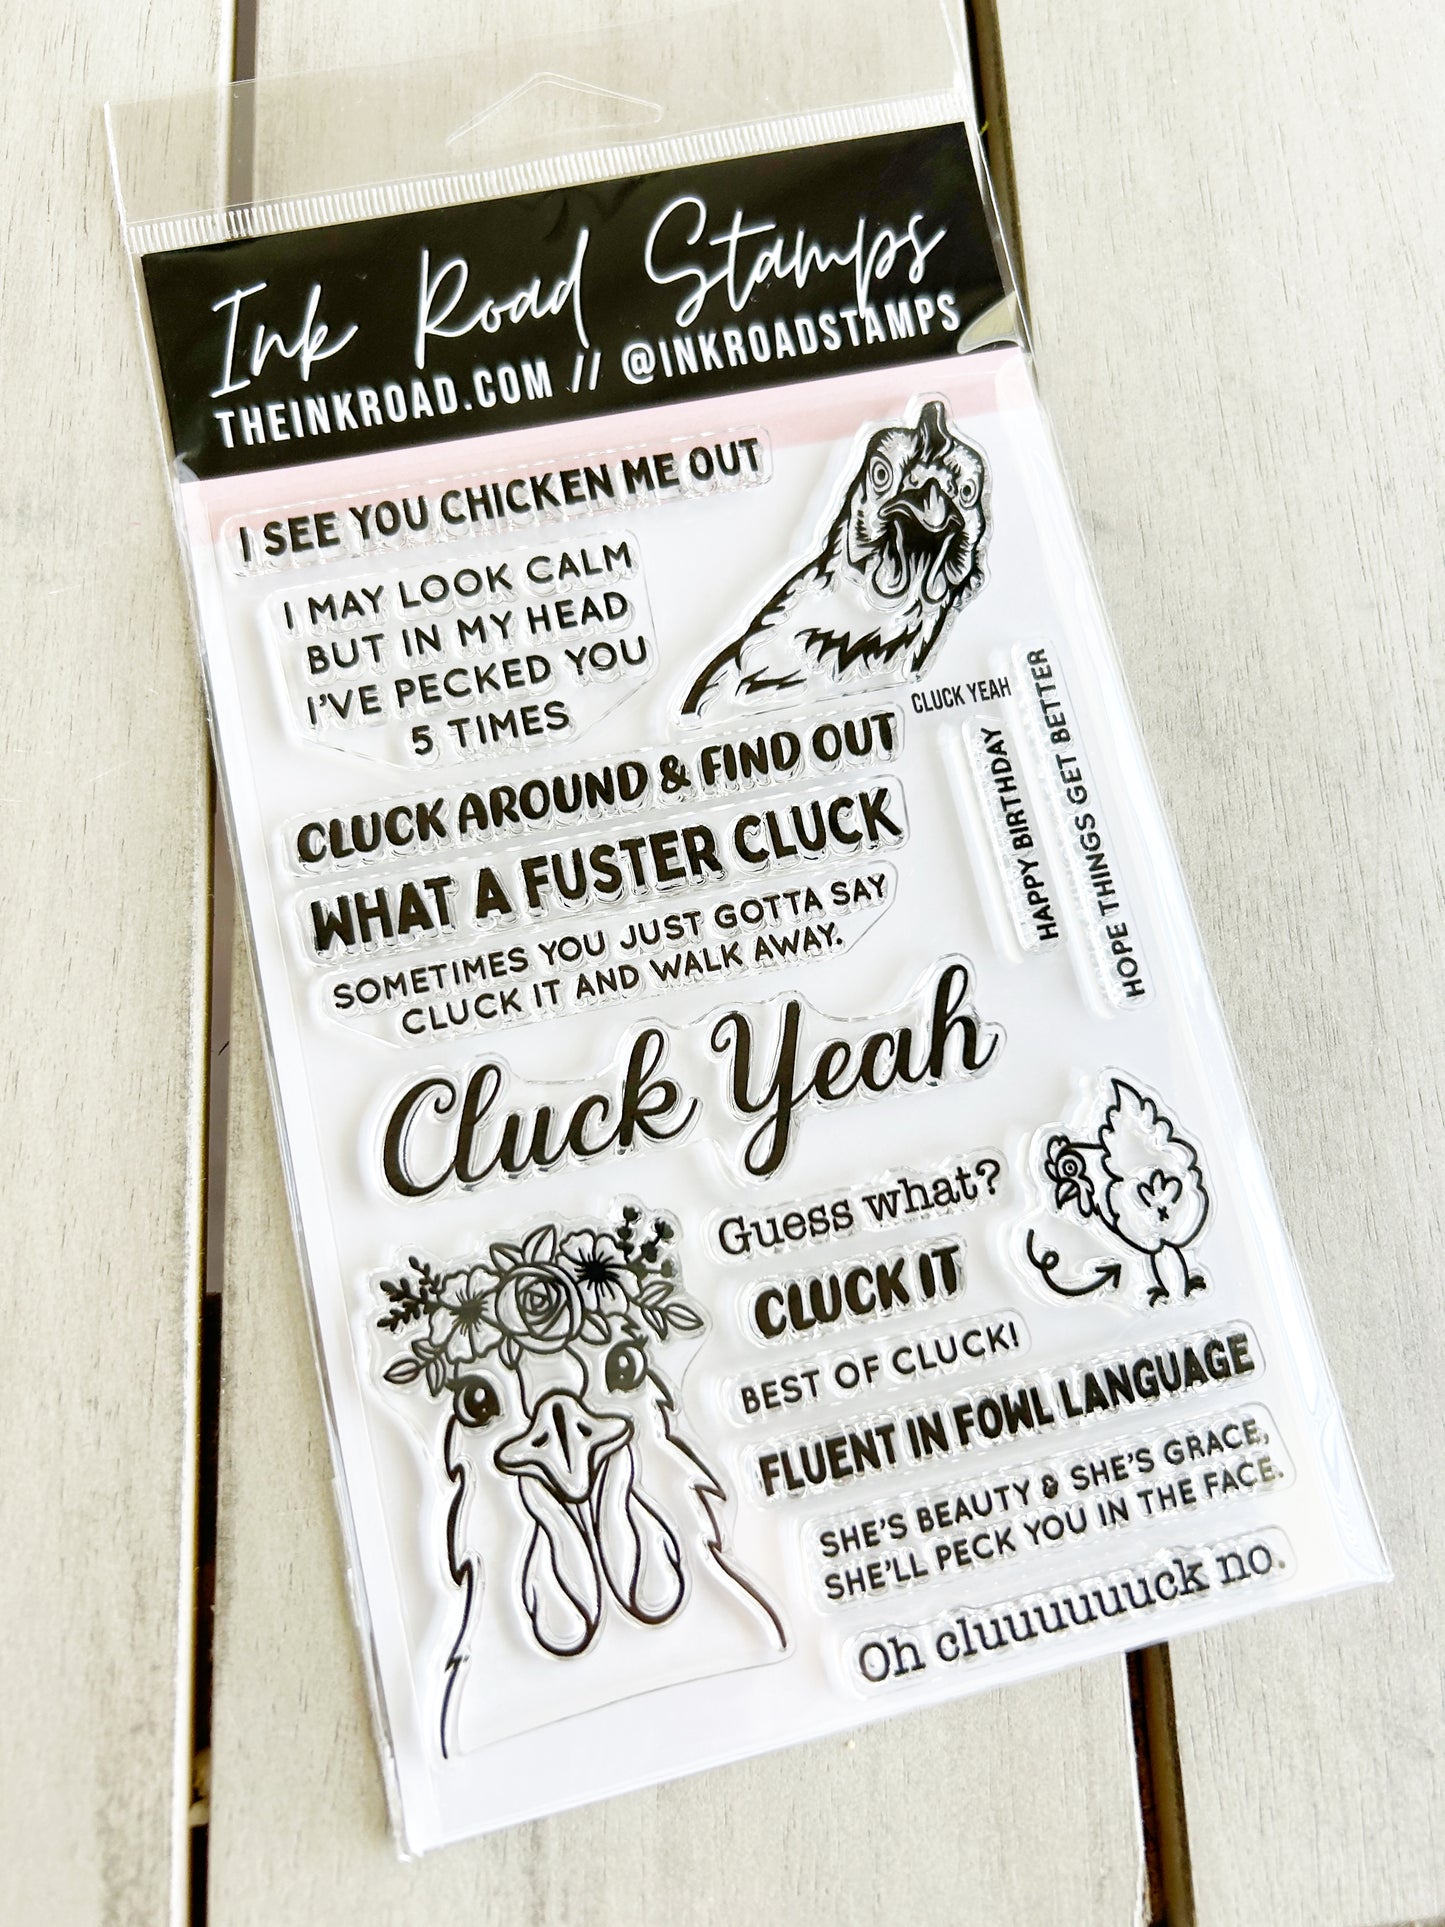 Ink Road Stamps
THEINKROAD.COM // @INKROADSTAMPS
I SEE YOU CHICKEN ME OUT
I MAY LOOK CALM
BUT IN MY HEAD
I'VE PECKED YOU
5 TIMES
CLUCK YEAH
HAPPY BIRTHDAY
HOPE THINGS GET BETTER
CLUCK AROUND & FIND OUT
WHAT A FUSTER CLUCK
SOMETIMES YOU JUST GOTTA SAY
CLUCK IT AND WALK AWAY.
Cluck Yeah
Guess what?
CLUCK IT
BEST OF CLUCK!
FLUENT IN FOWL LANGUAGE
SHE'S BEAUTY & SHE'S GRACE,
SHE'LL PECK YOU IN THE FACE.
Oh cluuuuuuuck no.